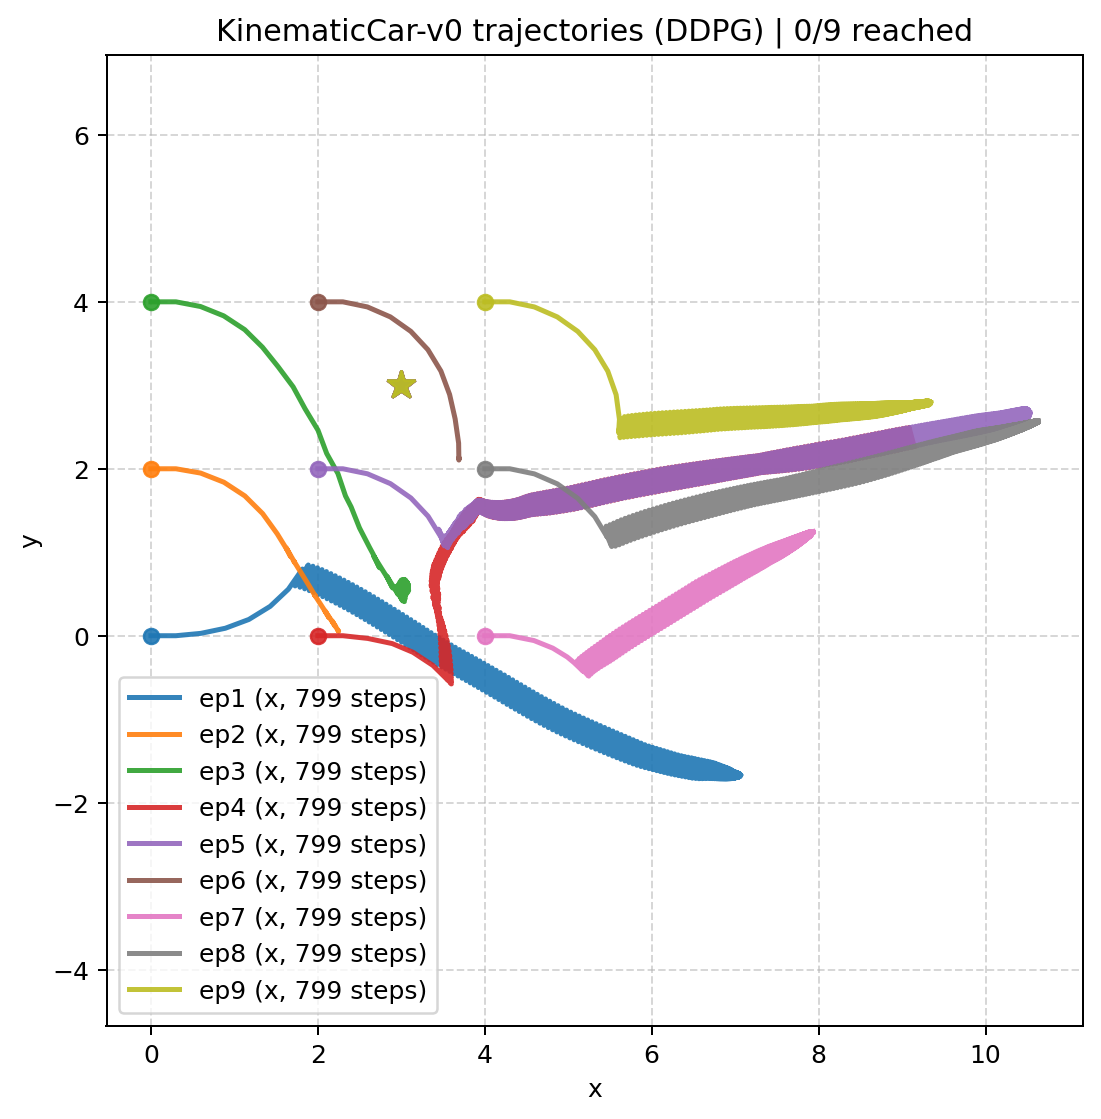 KinematicCar-v0 trajectories (DDPG) | 0/9 reached
6
4
2
0
−2
−4
y
ep1 (x, 799 steps)
ep2 (x, 799 steps)
ep3 (x, 799 steps)
ep4 (x, 799 steps)
ep5 (x, 799 steps)
ep6 (x, 799 steps)
ep7 (x, 799 steps)
ep8 (x, 799 steps)
ep9 (x, 799 steps)
0 2 4 6 8 10
x